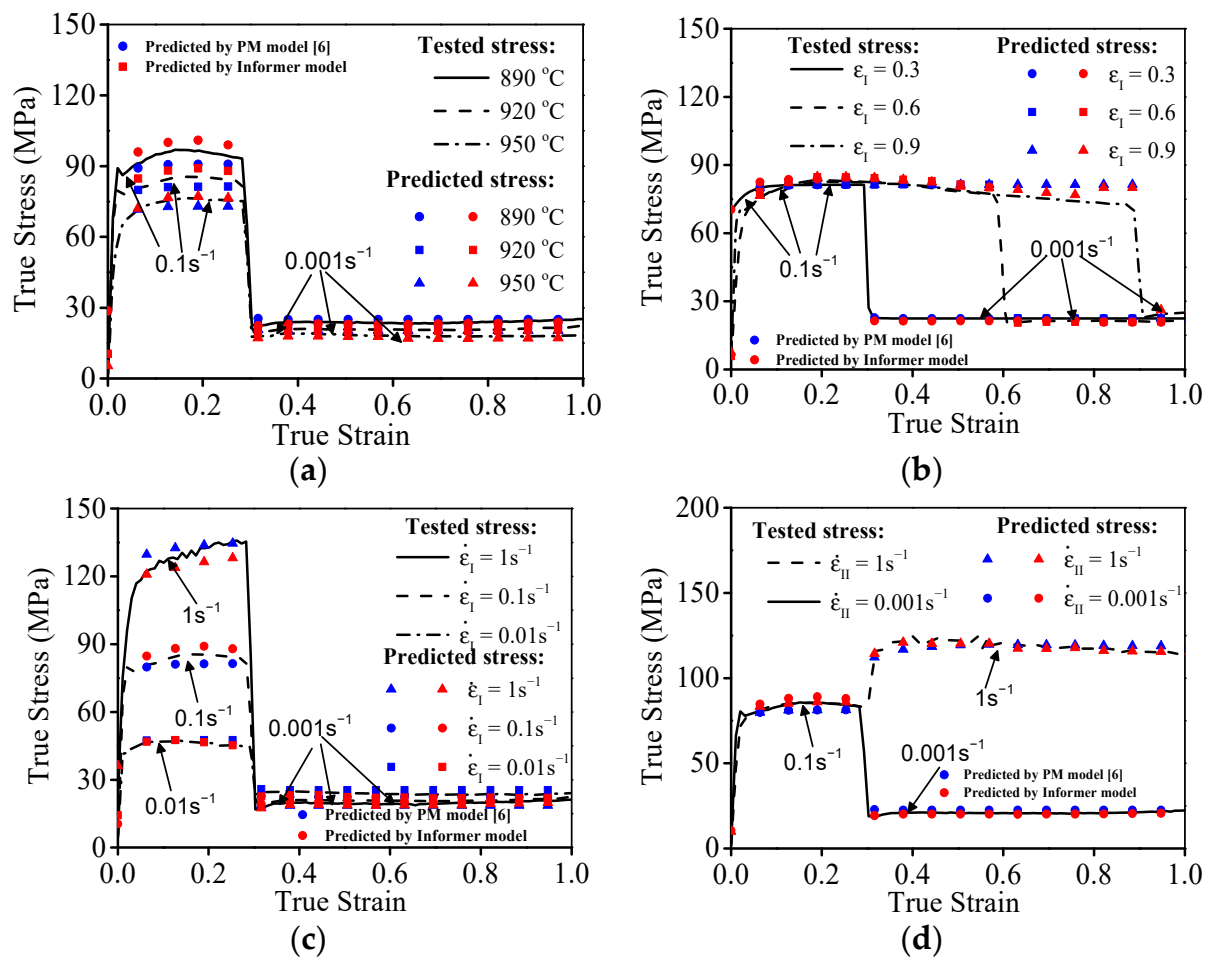 150
120
90
60
30
0
True Stress (MPa)
Predicted by PM model [6]
Predicted by Informer model
Tested stress:
890 °C
920 °C
950 °C
Predicted stress:
890 °C
920 °C
950 °C
0.1s⁻¹
0.001s⁻¹
0.0 0.2 0.4 0.6 0.8 1.0
True Strain
(a)
150
120
90
60
30
0
True Stress (MPa)
Tested stress:
ε_I = 0.3
ε_I = 0.6
ε_I = 0.9
Predicted stress:
ε_I = 0.3
ε_I = 0.6
ε_I = 0.9
0.1s⁻¹
0.001s⁻¹
Predicted by PM model [6]
Predicted by Informer model
0.0 0.2 0.4 0.6 0.8 1.0
True Strain
(b)
150
120
90
60
30
0
True Stress (MPa)
Tested stress:
ε̇_I = 1s⁻¹
ε̇_I = 0.1s⁻¹
ε̇_I = 0.01s⁻¹
Predicted stress:
ε̇_I = 1s⁻¹
ε̇_I = 0.1s⁻¹
ε̇_I = 0.01s⁻¹
1s⁻¹
0.1s⁻¹
0.01s⁻¹
0.001s⁻¹
Predicted by PM model [6]
Predicted by Informer model
0.0 0.2 0.4 0.6 0.8 1.0
True Strain
(c)
200
150
100
50
0
True Stress (MPa)
Tested stress:
ε̇_II = 1s⁻¹
ε̇_II = 0.001s⁻¹
Predicted stress:
ε̇_II = 1s⁻¹
ε̇_II = 0.001s⁻¹
1s⁻¹
0.1s⁻¹
0.001s⁻¹
Predicted by PM model [6]
Predicted by Informer model
0.0 0.2 0.4 0.6 0.8 1.0
True Strain
(d)